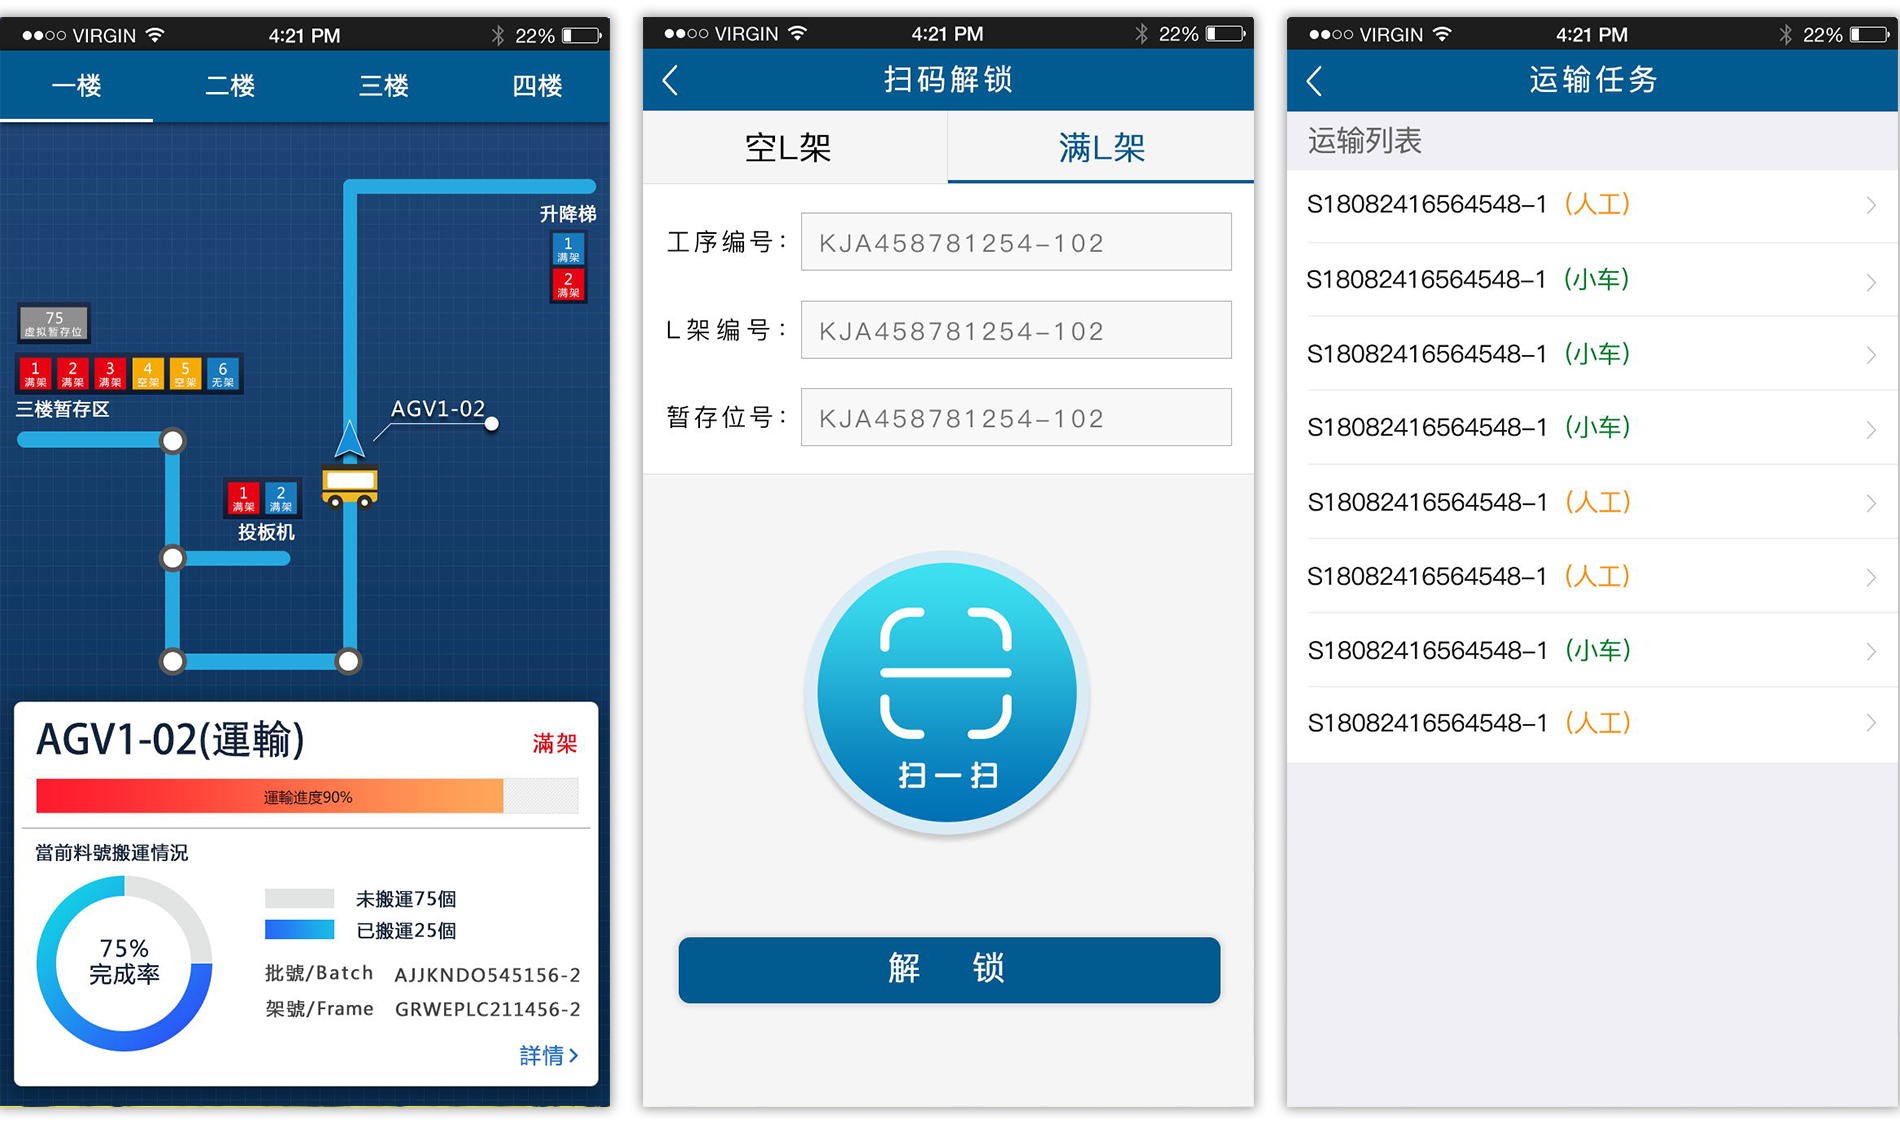 VIRGIN 4:21 PM 22%
一楼 二楼 三楼 四楼
升降梯
1
满架
2
满架
75
虚拟暂存位
1 2 3 4 5 6
满架 满架 满架 空架 空架 无架
三楼暂存区
AGV1-02
1 2
满架 满架
投板机
AGV1-02(運輸)
滿架
運輸進度90%
當前料號搬運情況
75%
完成率
未搬運75個
已搬運25個
批號/Batch AJJKNDO545156-2
架號/Frame GRWEPLC211456-2
詳情
VIRGIN 4:21 PM 22%
扫码解锁
空L架 满L架
工序编号： KJA458781254-102
L架编号： KJA458781254-102
暂存位号： KJA458781254-102
扫一扫
解 锁
VIRGIN 4:21 PM 22%
运输任务
运输列表
S18082416564548-1（人工）
S18082416564548-1（小车）
S18082416564548-1（小车）
S18082416564548-1（小车）
S18082416564548-1（人工）
S18082416564548-1（人工）
S18082416564548-1（小车）
S18082416564548-1（人工）